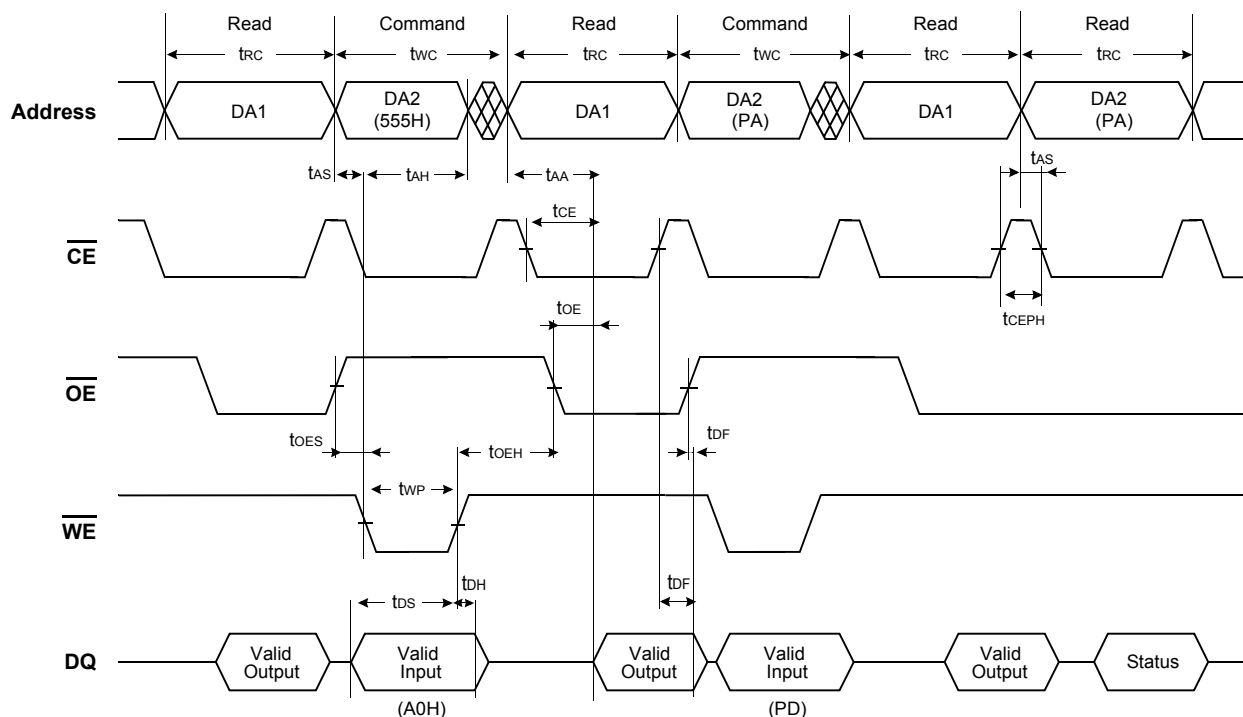 Read Command Read Command Read Read
tRC tWC tRC tWC tRC tRC
Address DA1 DA2 (555H) DA1 DA2 (PA) DA1 DA2 (PA)
tAS tAH tAA tAS
tCE
CE
tCEPH
tOE
OE
tOES tOEH tDF
tWP
WE
tDS tDH tDF
DQ Valid Output Valid Input Valid Output Valid Input Valid Output Status
(A0H) (PD)